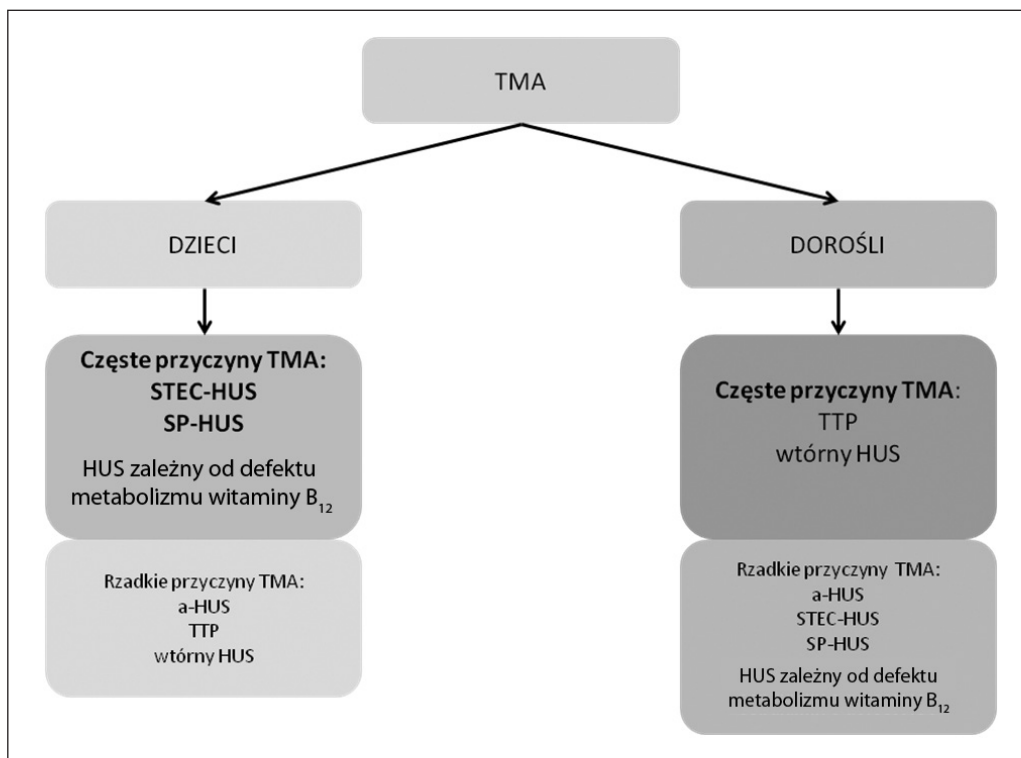 TMA
DZIECI
DOROŚLI
Częste przyczyny TMA:
STEC-HUS
SP-HUS
HUS zależny od defektu
metabolizmu witaminy B₁₂
Częste przyczyny TMA:
TTP
wtórny HUS
Rzadkie przyczyny TMA:
a-HUS
TTP
wtórny HUS
Rzadkie przyczyny TMA:
a-HUS
STEC-HUS
SP-HUS
HUS zależny od defektu
metabolizmu witaminy B₁₂